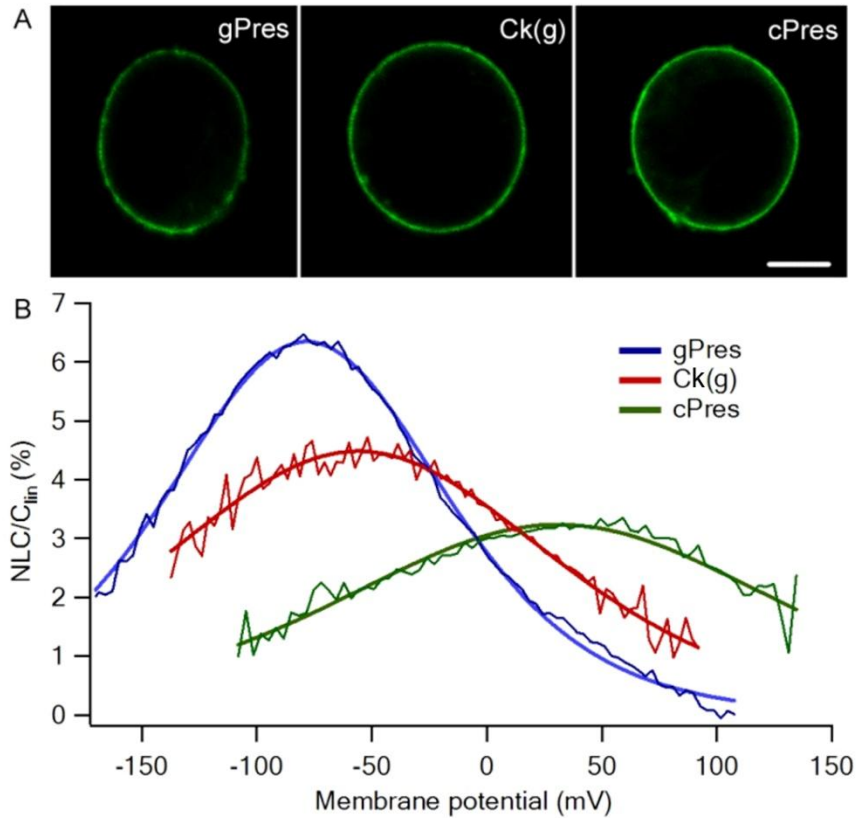 A
gPres
Ck(g)
cPres
B
7
6
5
4
3
2
1
0
NLC/Clin (%)
gPres
Ck(g)
cPres
-150
-100
-50
0
50
100
150
Membrane potential (mV)